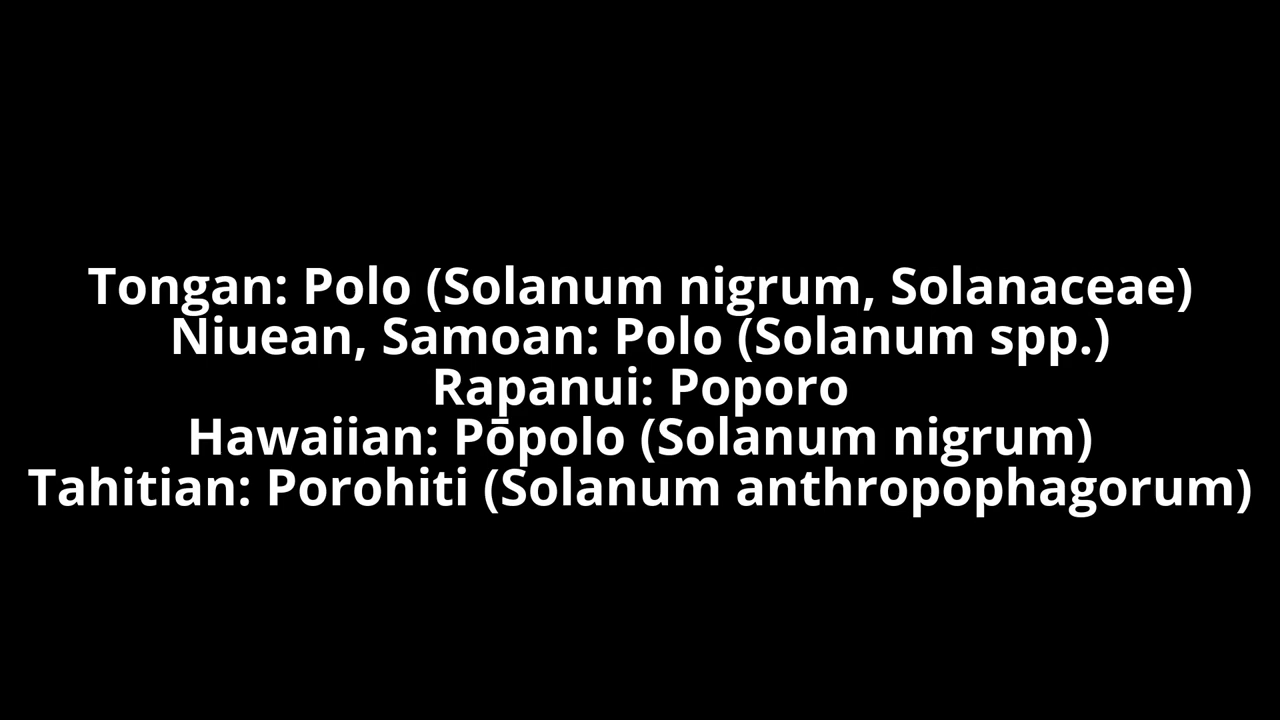 Tongan: Polo (Solanum nigrum, Solanaceae)
Niuean, Samoan: Polo (Solanum spp.)
Rapanui: Poporo
Hawaiian: Pōpolo (Solanum nigrum)
Tahitian: Porohiti (Solanum anthropophagorum)